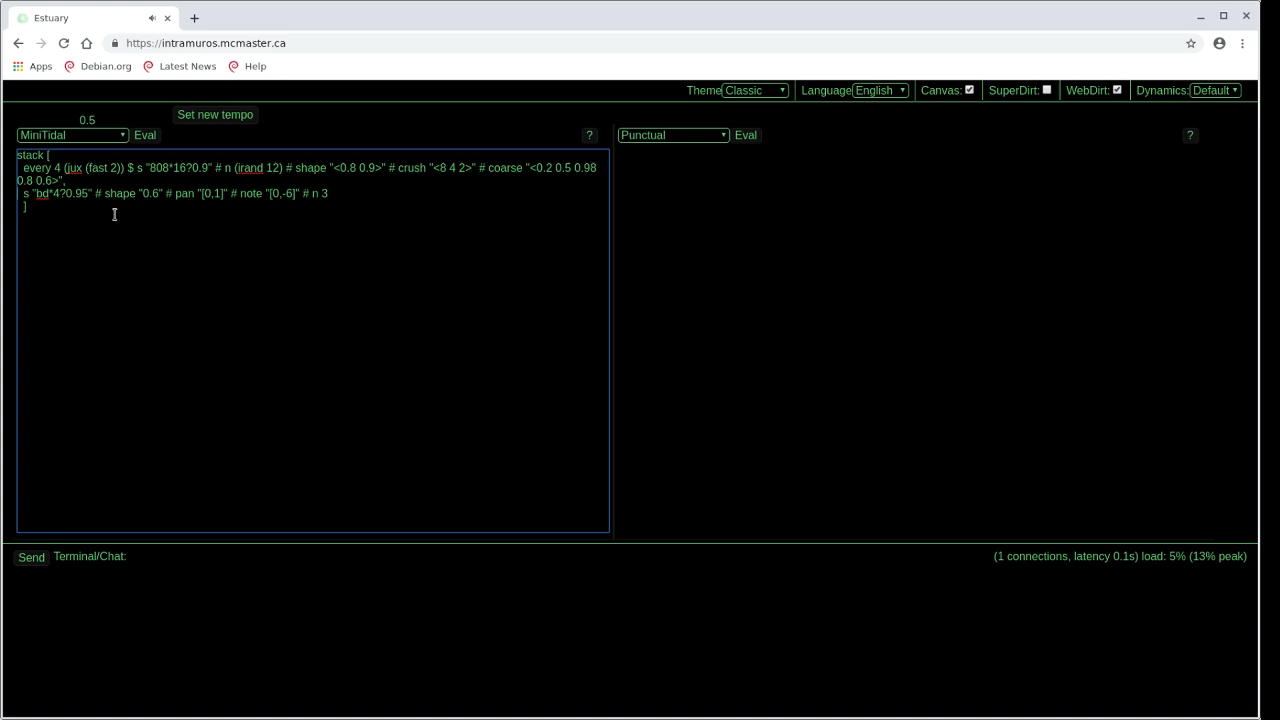 Estuary
https://intramuros.mcmaster.ca
Apps Debian.org Latest News Help
Theme Classic Language English Canvas: SuperDirt: WebDirt: Dynamics: Default
0.5 Set new tempo
MiniTidal Eval ? Punctual Eval ?
stack [
every 4 (jux (fast 2)) $ s "808*16?0.9" # n (irand 12) # shape "<0.8 0.9>" # crush "<8 4 2>" # coarse "<0.2 0.5 0.98
0.8 0.6>",
s "bd*4?0.95" # shape "0.6" # pan "[0,1]" # note "[0,-6]" # n 3
]
Send Terminal/Chat: (1 connections, latency 0.1s) load: 5% (13% peak)